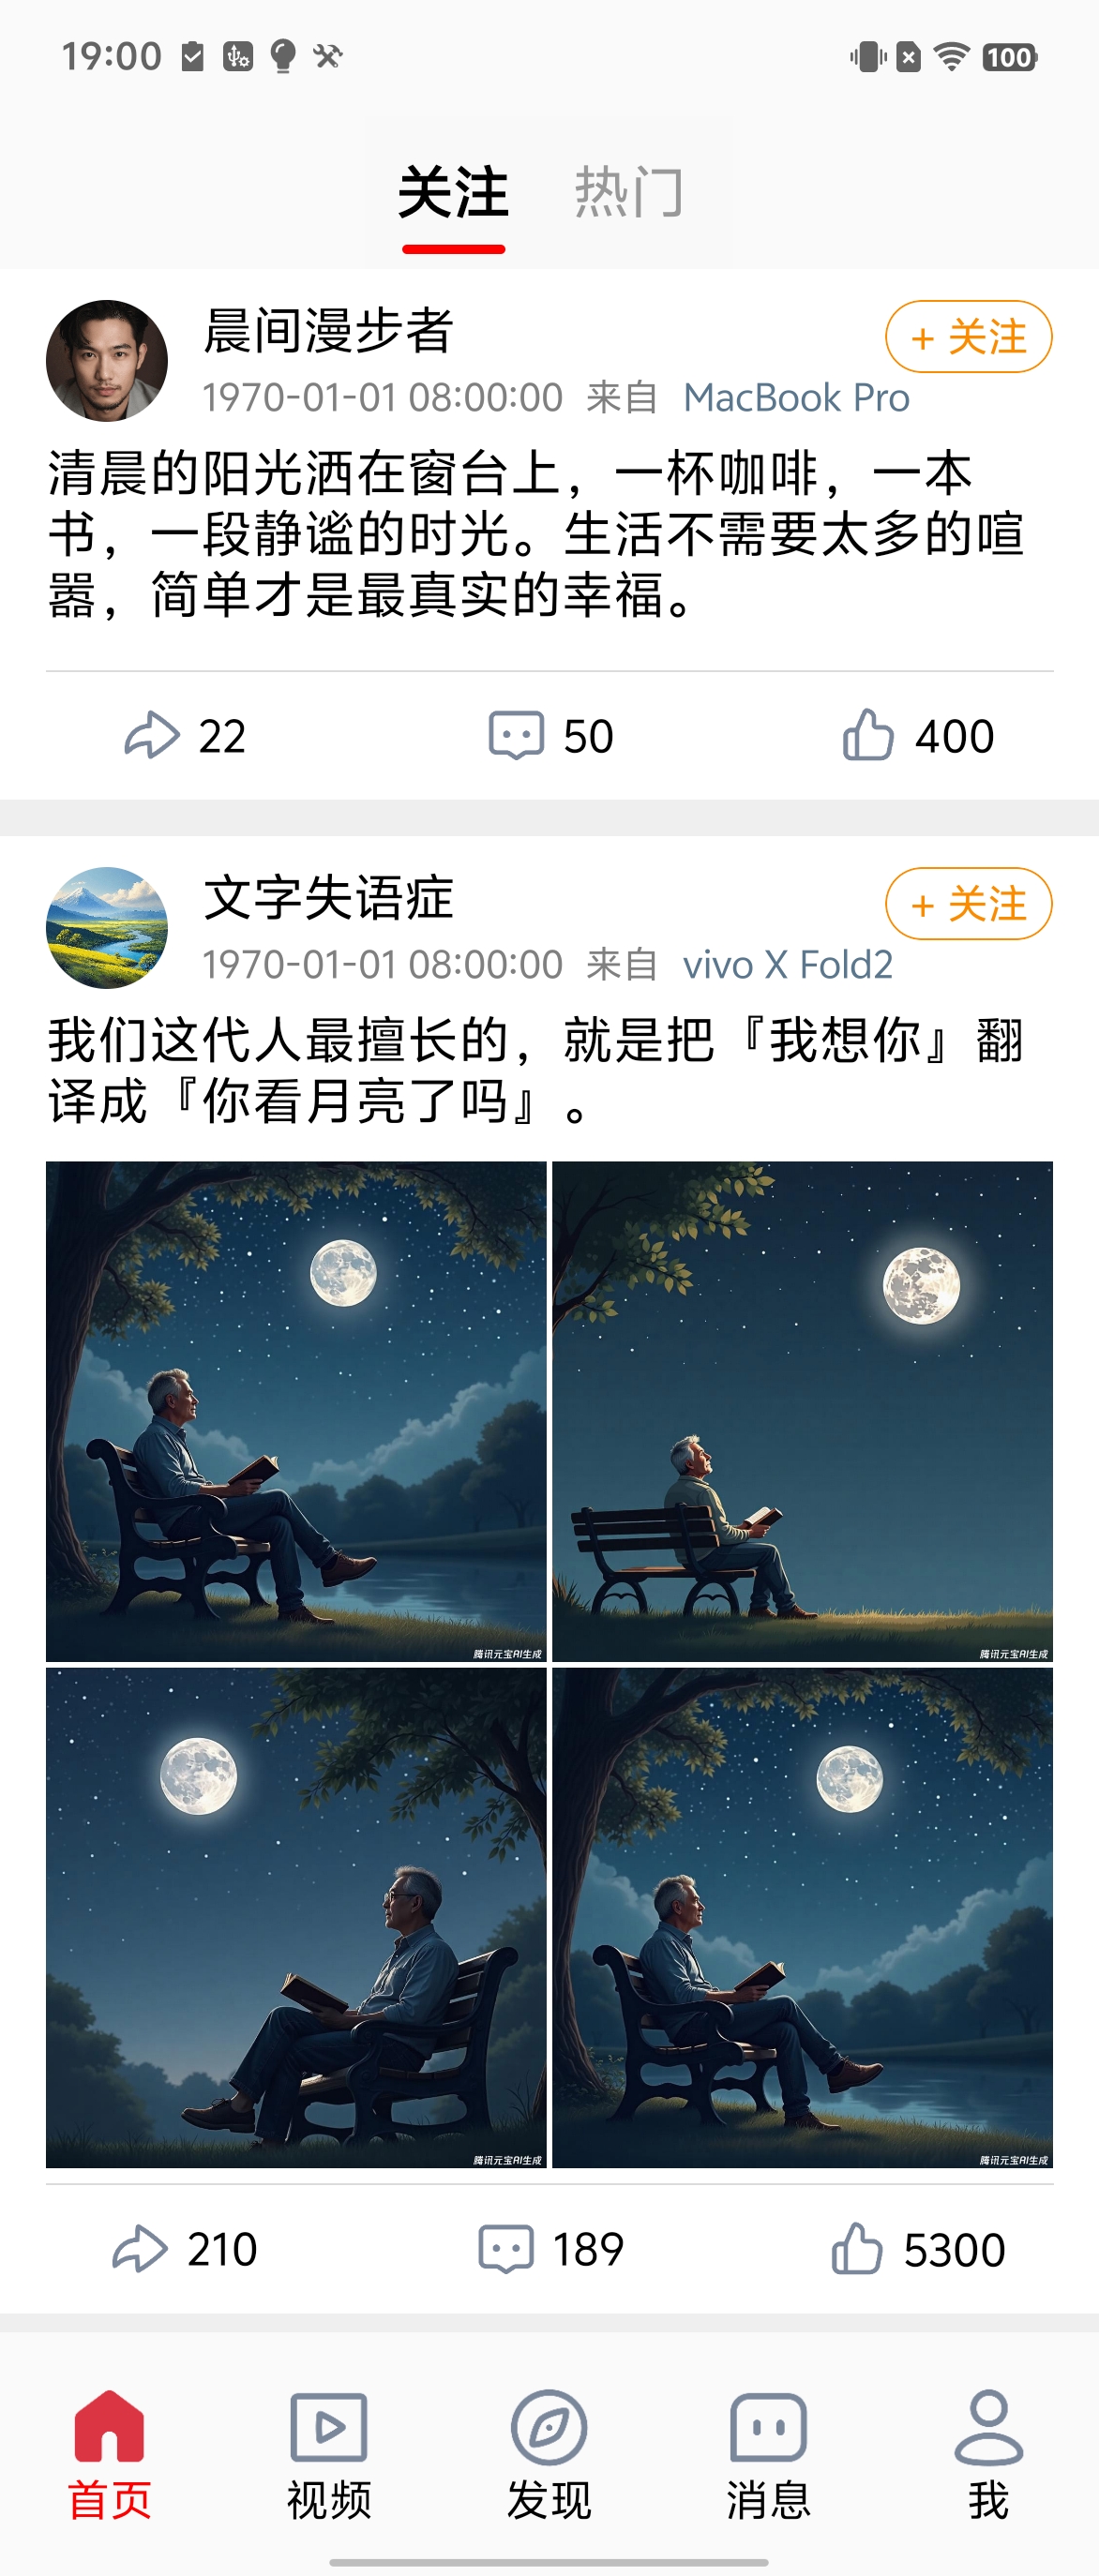 19:00
100
关注 热门
晨间漫步者
+ 关注
1970-01-01 08:00:00 来自 MacBook Pro
清晨的阳光洒在窗台上，一杯咖啡，一本
书，一段静谧的时光。生活不需要太多的喧
嚣，简单才是最真实的幸福。
22 50 400
文字失语症
+ 关注
1970-01-01 08:00:00 来自 vivo X Fold2
我们这代人最擅长的，就是把『我想你』翻
译成『你看月亮了吗』。
腾讯元宝AI生成 腾讯元宝AI生成
腾讯元宝AI生成 腾讯元宝AI生成
210 189 5300
首页 视频 发现 消息 我